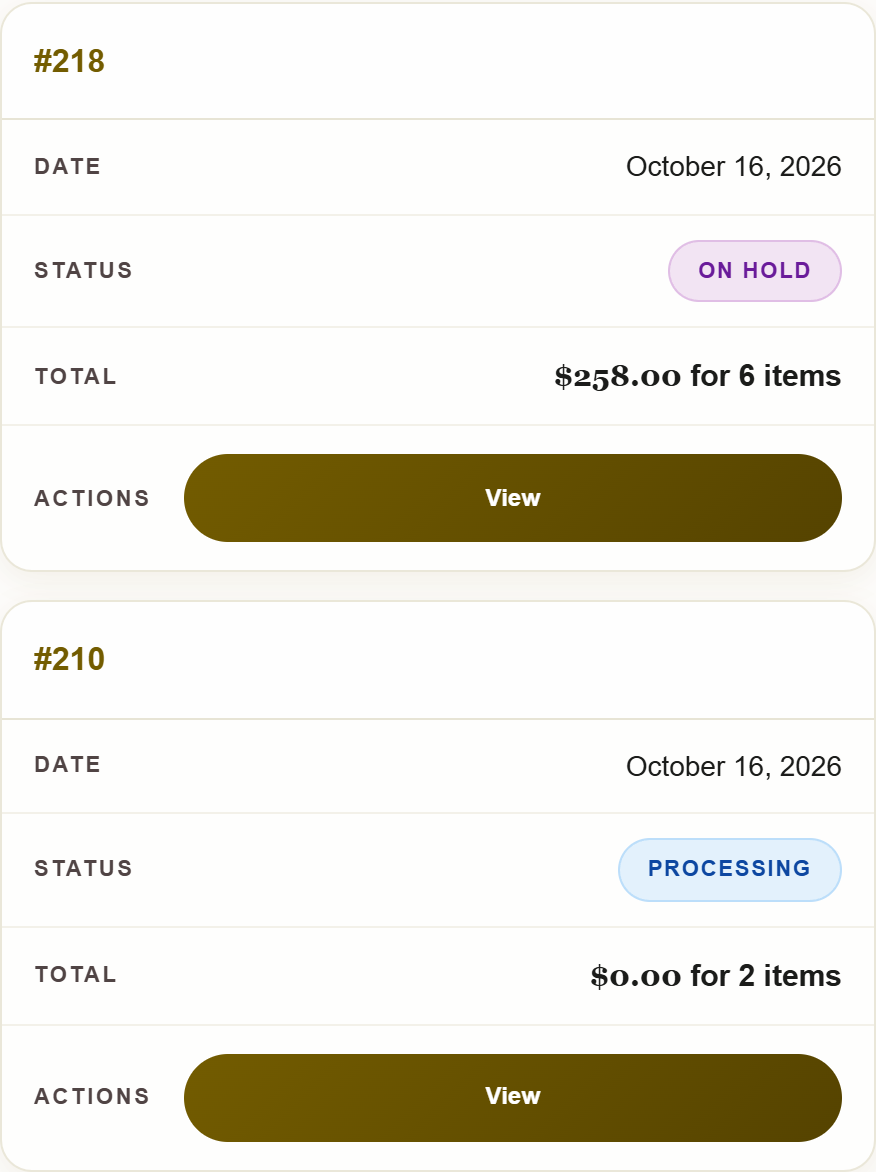 #218
DATE October 16, 2026
STATUS ON HOLD
TOTAL $258.00 for 6 items
ACTIONS View
#210
DATE October 16, 2026
STATUS PROCESSING
TOTAL $0.00 for 2 items
ACTIONS View